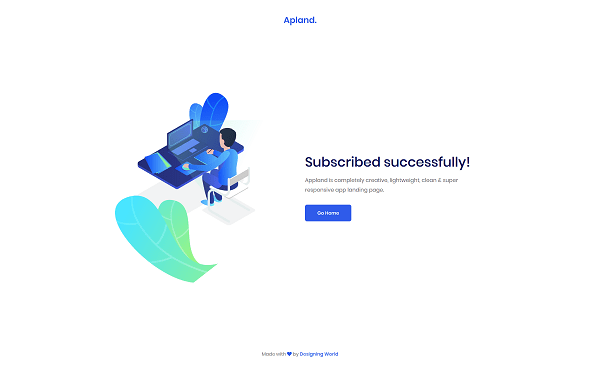 Apland.
Subscribed successfully!
Appland is completely creative, lightweight, clean & super
responsive app landing page.
Go Home
Made with by Designing World